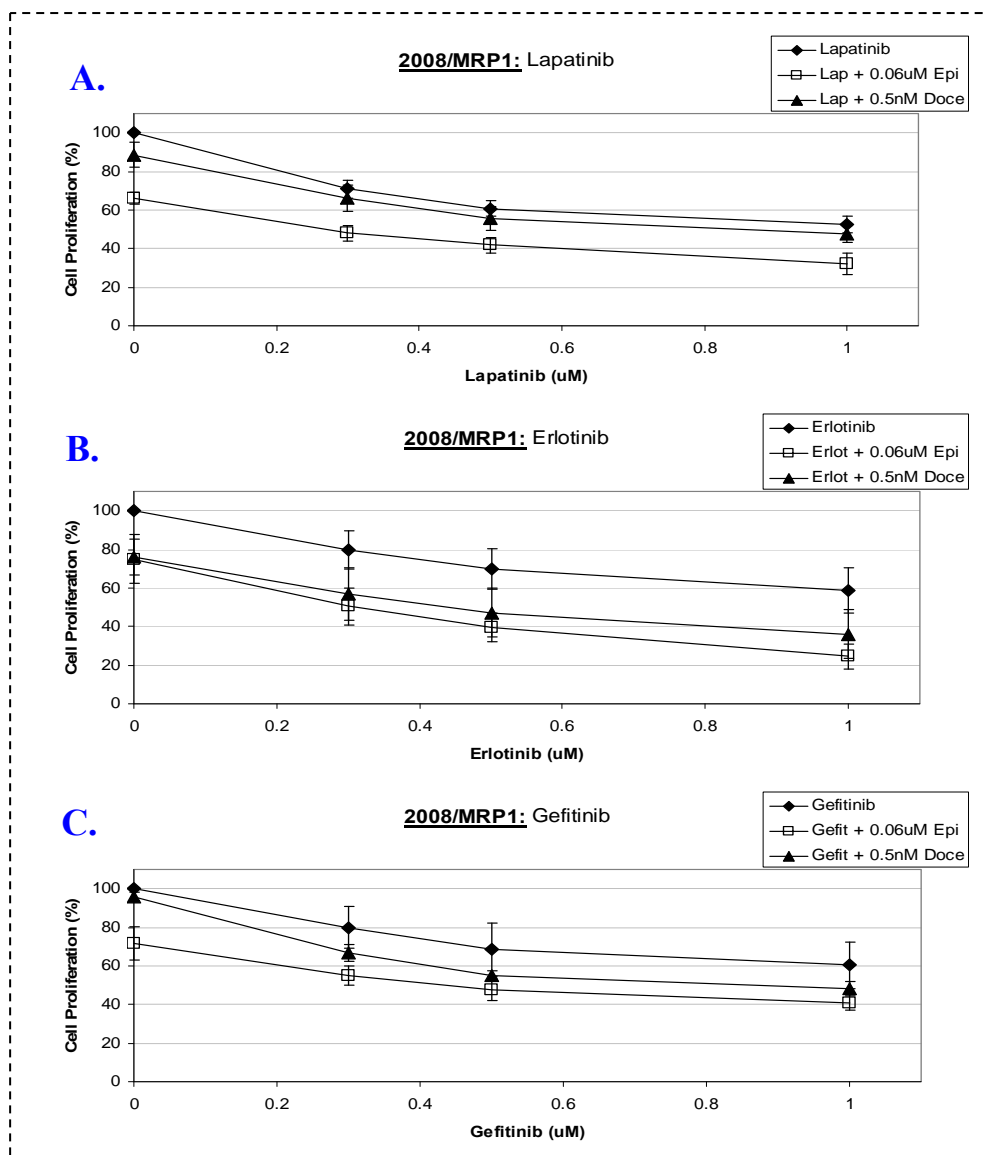 A.
2008/MRP1: Lapatinib
Lapatinib
Lap + 0.06uM Epi
Lap + 0.5nM Doce
Cell Proliferation (%)
100
80
60
40
20
0
0 0.2 0.4 0.6 0.8 1
Lapatinib (uM)
B.
2008/MRP1: Erlotinib
Erlotinib
Erlot + 0.06uM Epi
Erlot + 0.5nM Doce
Cell Proliferation (%)
100
80
60
40
20
0
0 0.2 0.4 0.6 0.8 1
Erlotinib (uM)
C.
2008/MRP1: Gefitinib
Gefitinib
Gefit + 0.06uM Epi
Gefit + 0.5nM Doce
Cell Proliferation (%)
100
80
60
40
20
0
0 0.2 0.4 0.6 0.8 1
Gefitinib (uM)